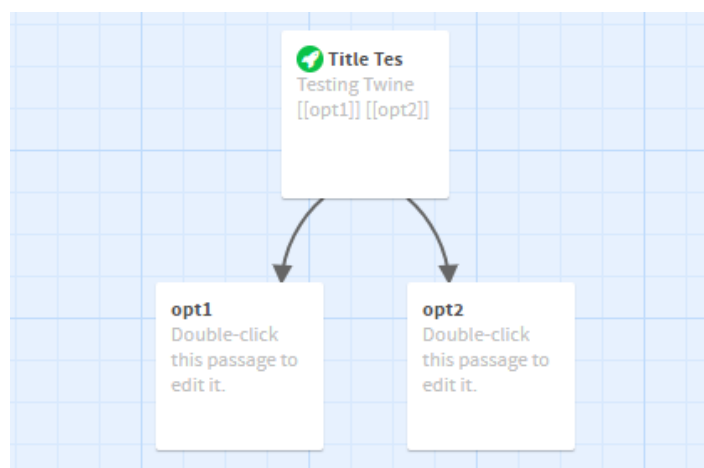 Title Tes
Testing Twine
[[opt1]] [[opt2]]
opt1
Double-click
this passage to
edit it.
opt2
Double-click
this passage to
edit it.